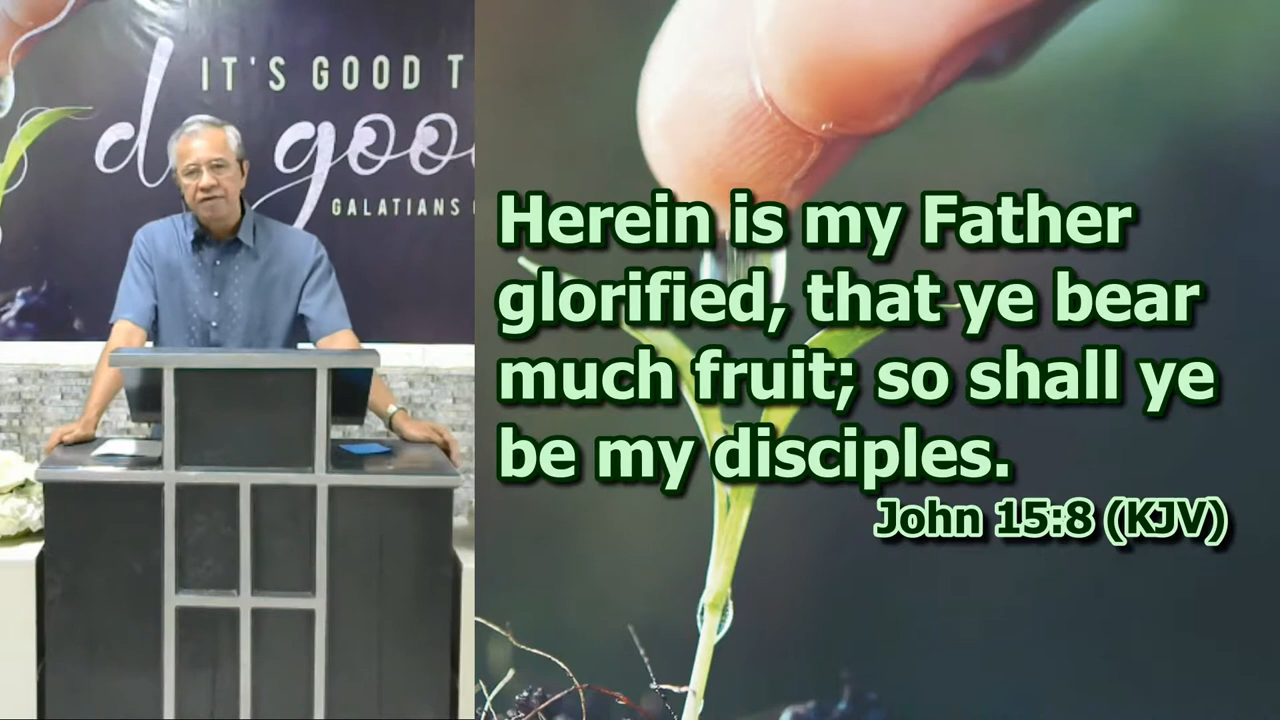 IT'S GOOD T
do good
GALATIANS
Herein is my Father
glorified, that ye bear
much fruit; so shall ye
be my disciples.
John 15:8 (KJV)